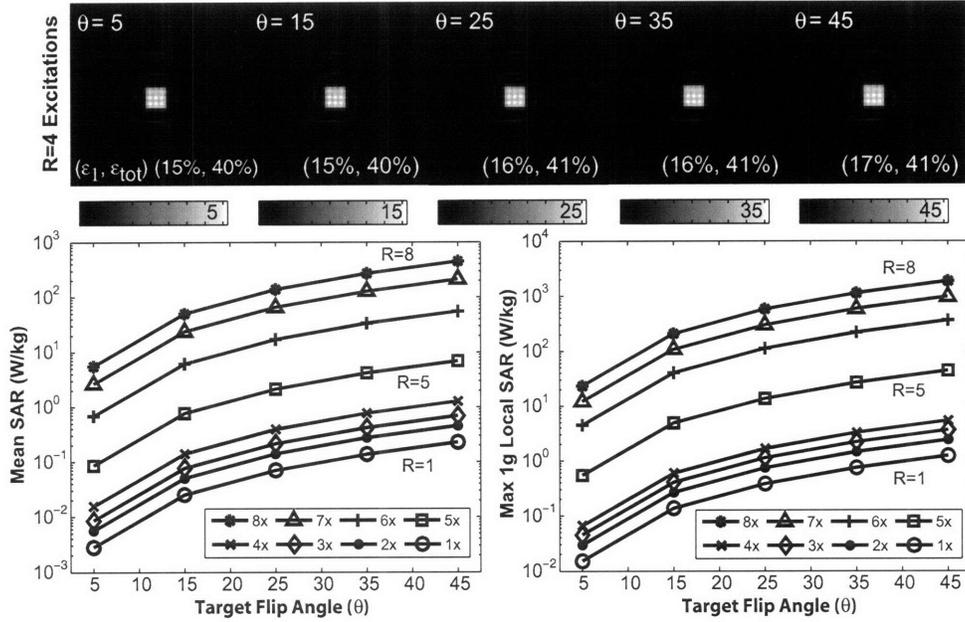 R=4 Excitations
θ= 5
θ= 15
θ= 25
θ= 35
θ= 45
(ε1, εtot) (15%, 40%)
(15%, 40%)
(16%, 41%)
(16%, 41%)
(17%, 41%)
5
15
25
35
45
Mean SAR (W/kg)
10^3
10^2
10^1
10^0
10^-1
10^-2
10^-3
R=8
R=5
R=1
8x 7x 6x 5x
4x 3x 2x 1x
5 10 15 20 25 30 35 40 45
Target Flip Angle (θ)
Max 1g Local SAR (W/kg)
10^4
10^3
10^2
10^1
10^0
10^-1
10^-2
R=8
R=5
R=1
8x 7x 6x 5x
4x 3x 2x 1x
5 10 15 20 25 30 35 40 45
Target Flip Angle (θ)